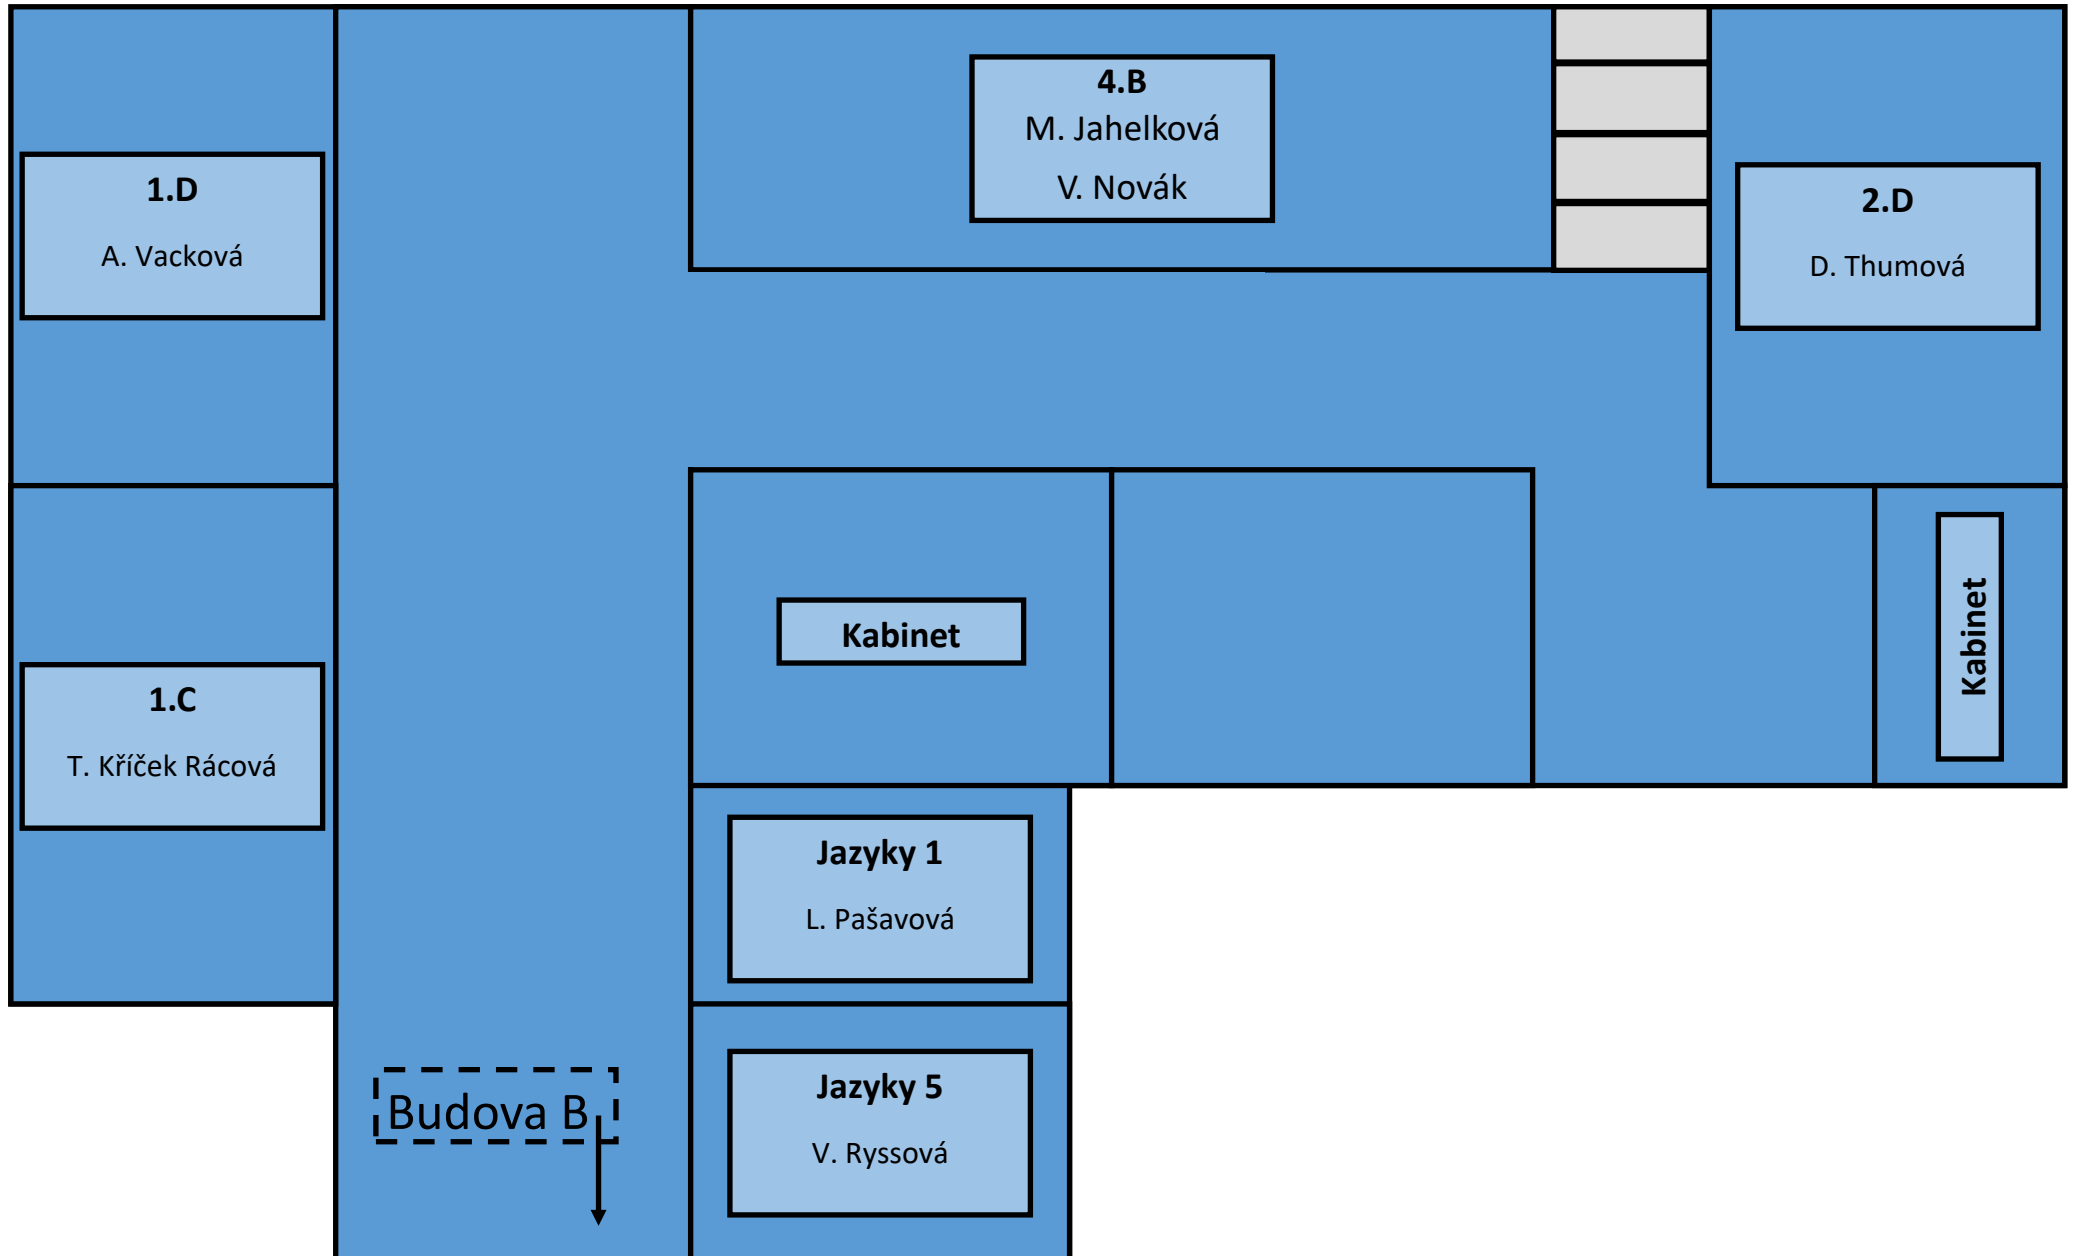 4.B
M. Jahelková
V. Novák
1.D
A. Vacková
2.D
D. Thumová
Kabinet
Kabinet
1.C
T. Kříček Rácová
Jazyky 1
L. Pašavová
Jazyky 5
V. Ryssová
Budova B